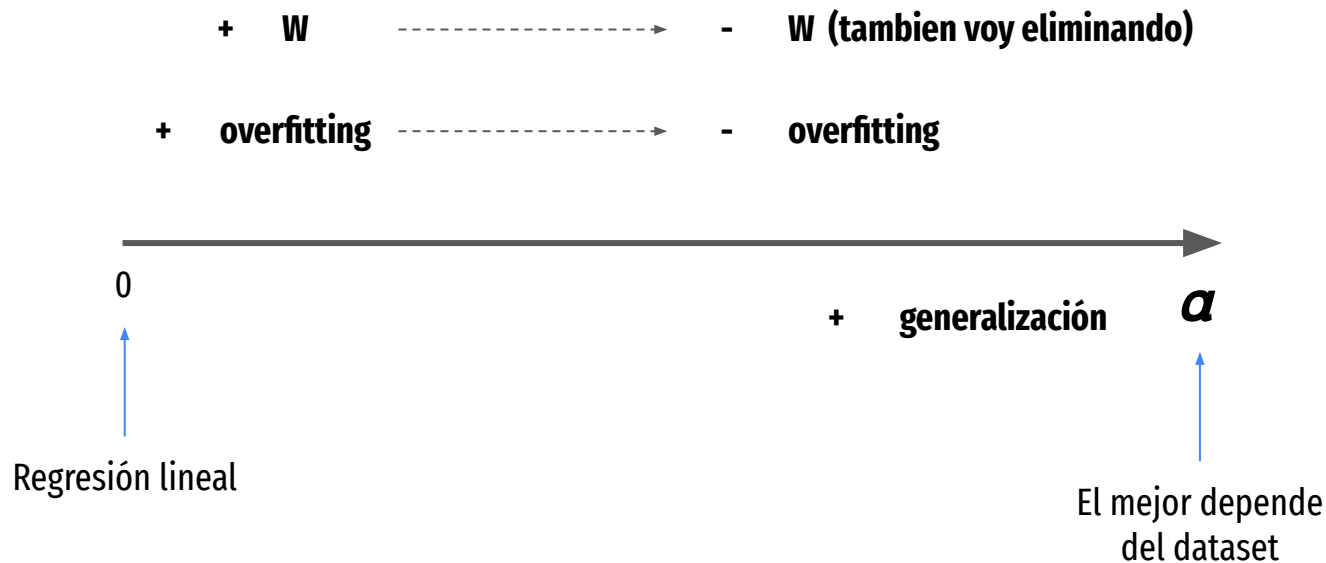 + W - W (tambien voy eliminando)
+ overfitting - overfitting
0
+ generalización α
Regresión lineal
El mejor depende
del dataset